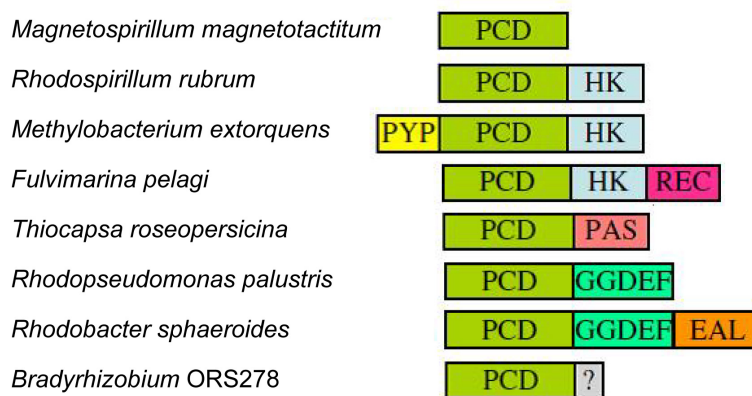 Magnetospirillum magnetotactitum PCD
Rhodospirillum rubrum PCD HK
Methylobacterium extorquens PYP PCD HK
Fulvimarina pelagi PCD HK REC
Thiocapsa roseopersicina PCD PAS
Rhodopseudomonas palustris PCD GGDEF
Rhodobacter sphaeroides PCD GGDEF EAL
Bradyrhizobium ORS278 PCD ?